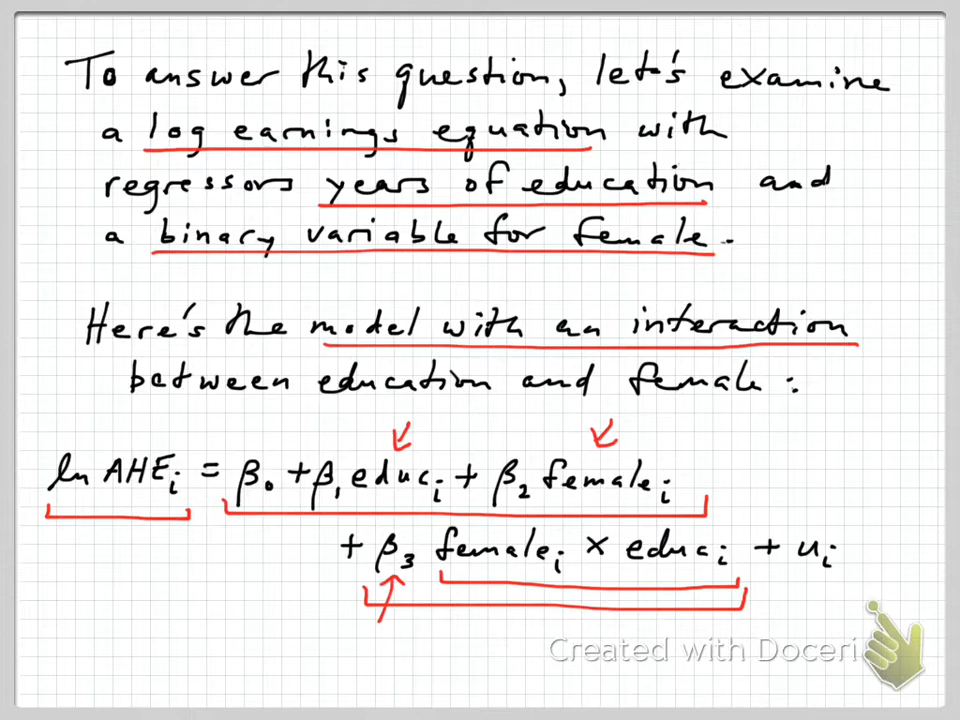 To answer this question, let's examine
a log earnings equation with
regressors years of education and
a binary variable for female.
Here's the model with an interaction
between education and female:
ln AHEᵢ = β₀ + β₁ educᵢ + β₂ femaleᵢ
+ β₃ femaleᵢ × educᵢ + uᵢ
Created with Doceri